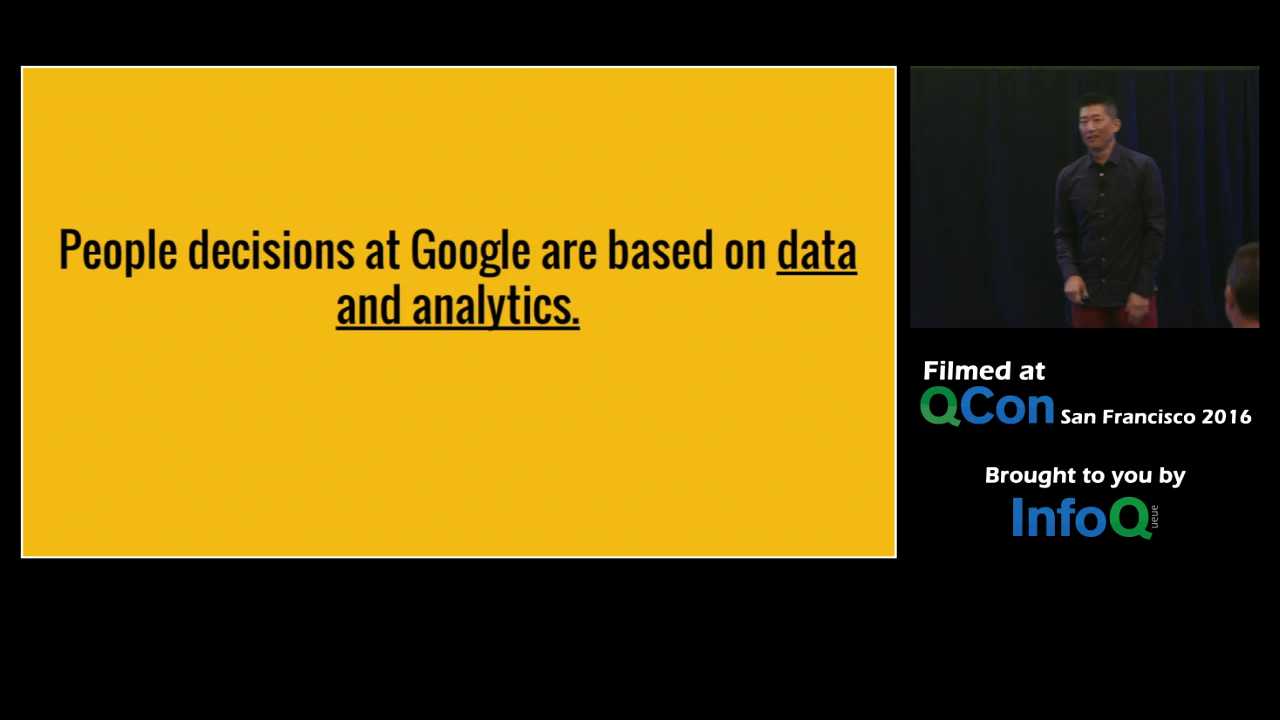 People decisions at Google are based on data
and analytics.
Filmed at
QCon San Francisco 2016
Brought to you by
InfoQ
ueue